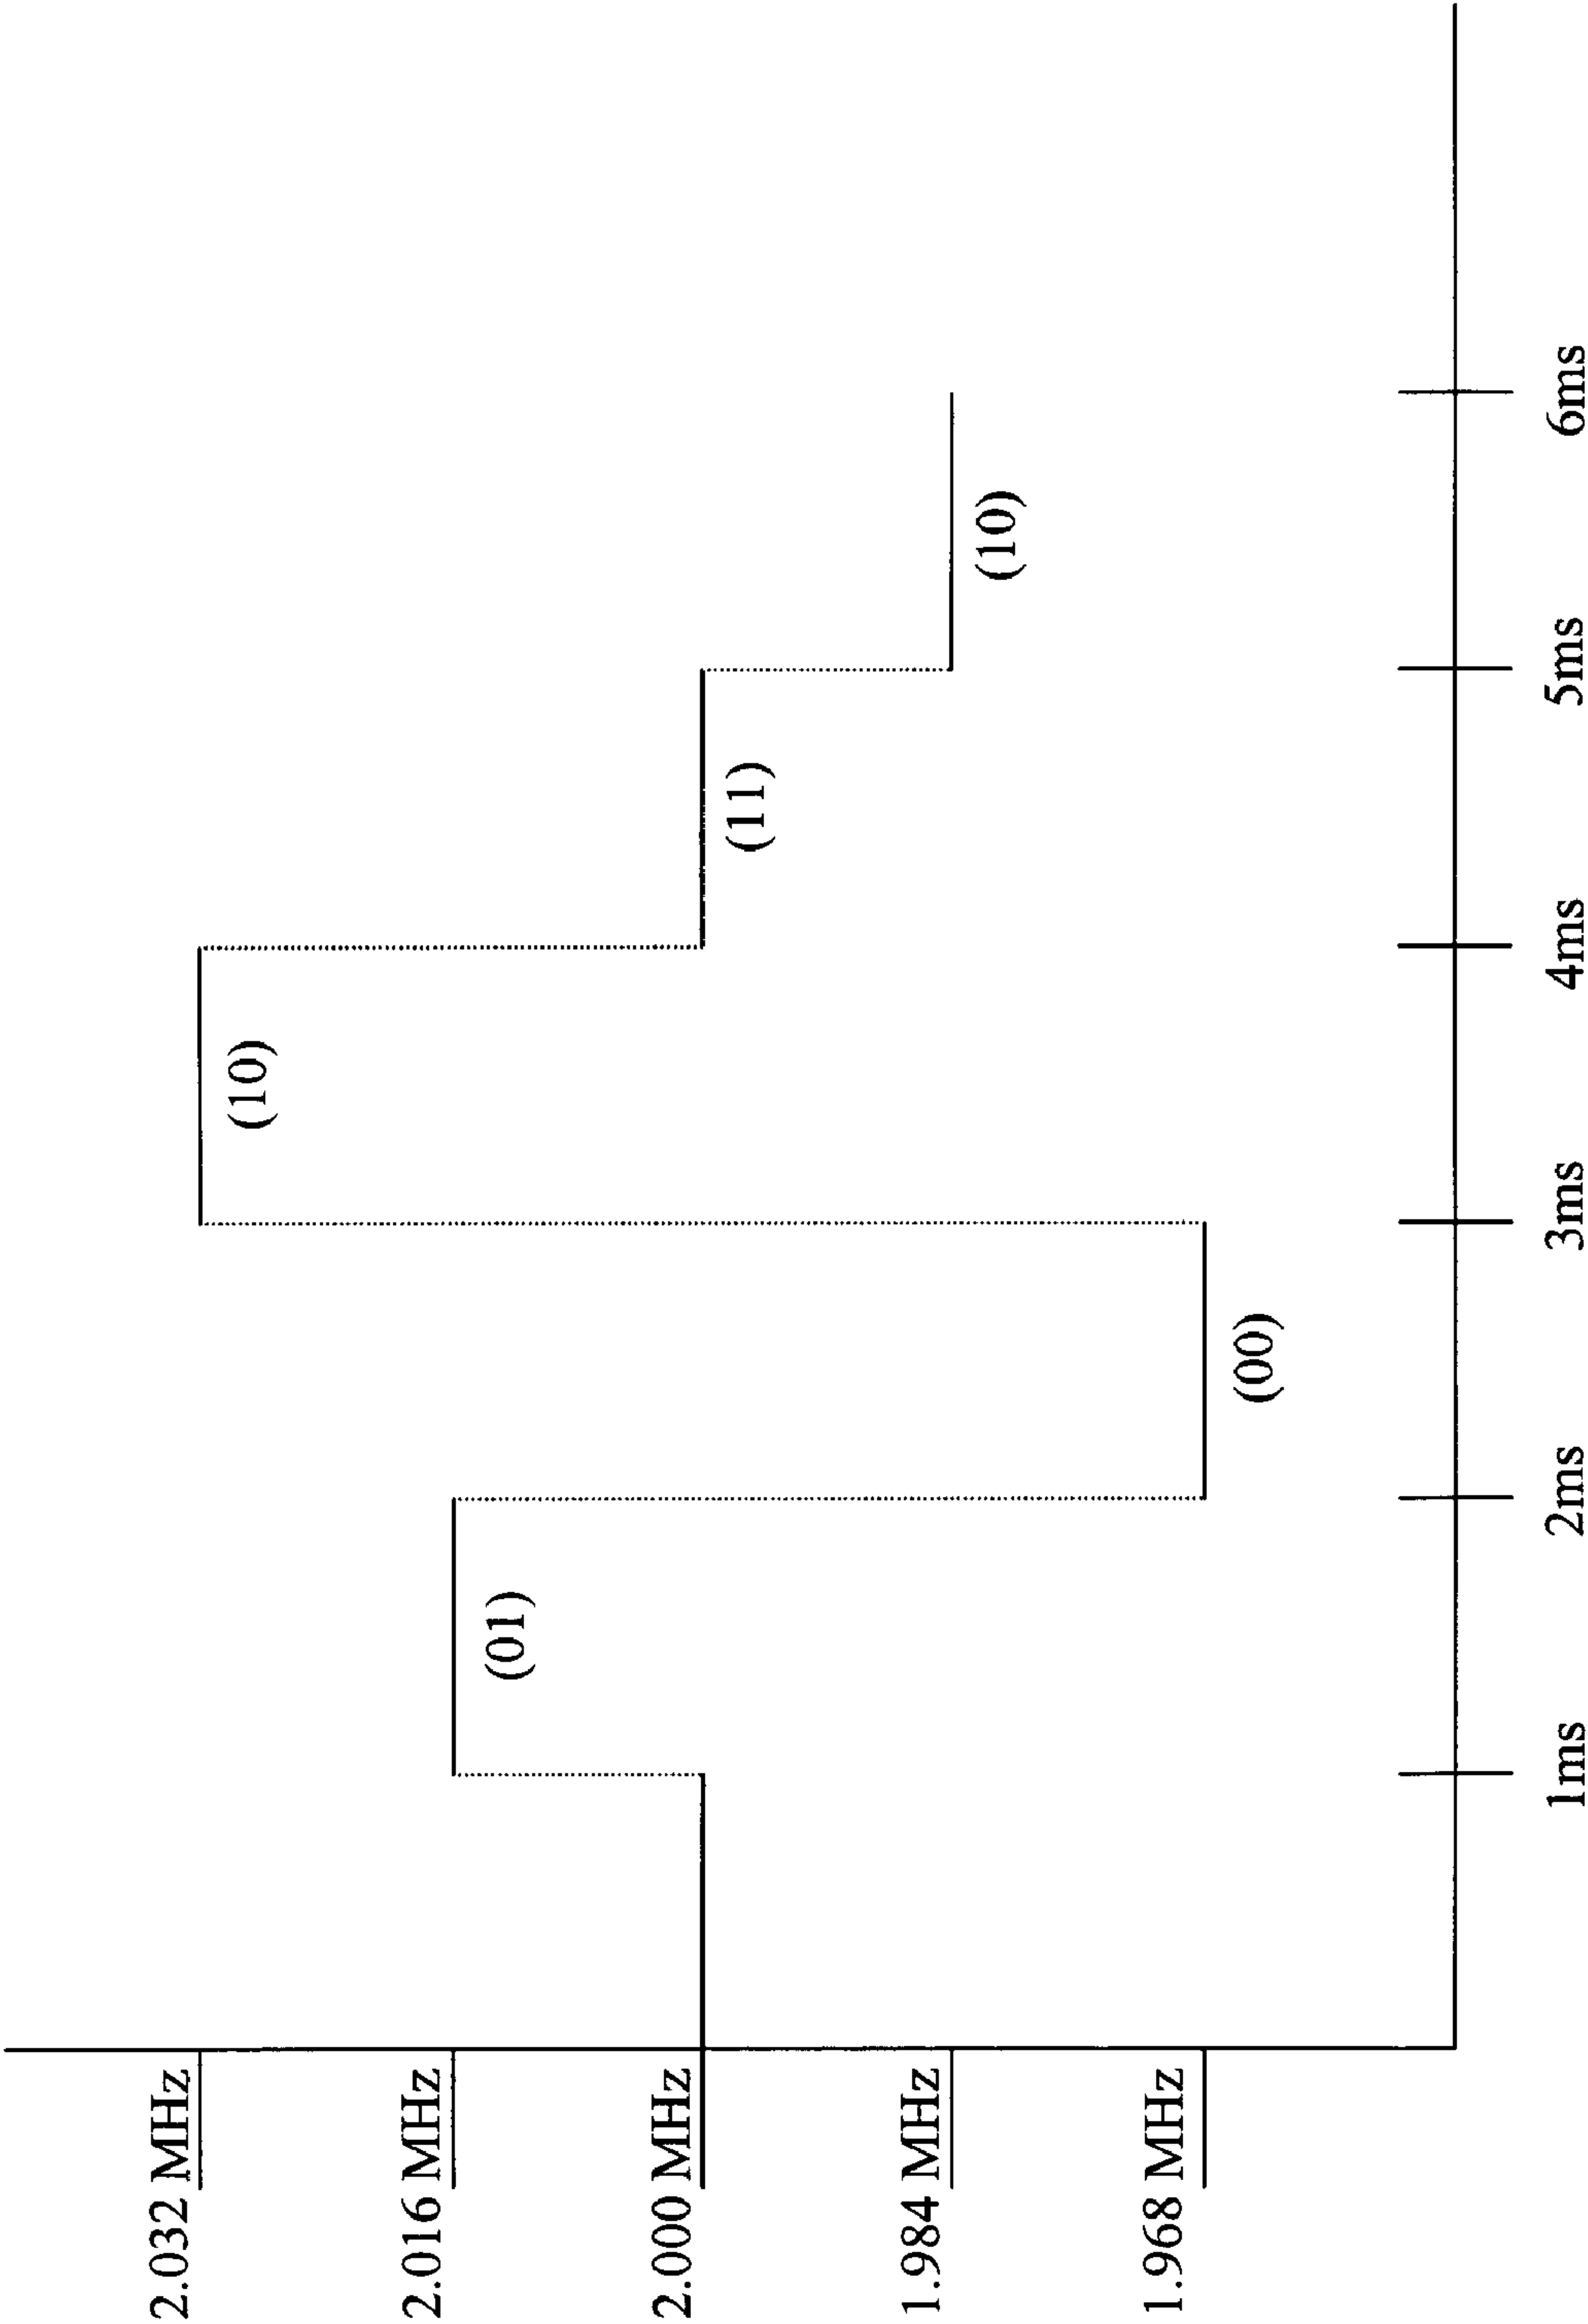 2.032 MHz
2.016 MHz
2.000 MHz
1.984 MHz
1.968 MHz
(01)
(00)
(10)
(11)
(10)
1ms
2ms
3ms
4ms
5ms
6ms